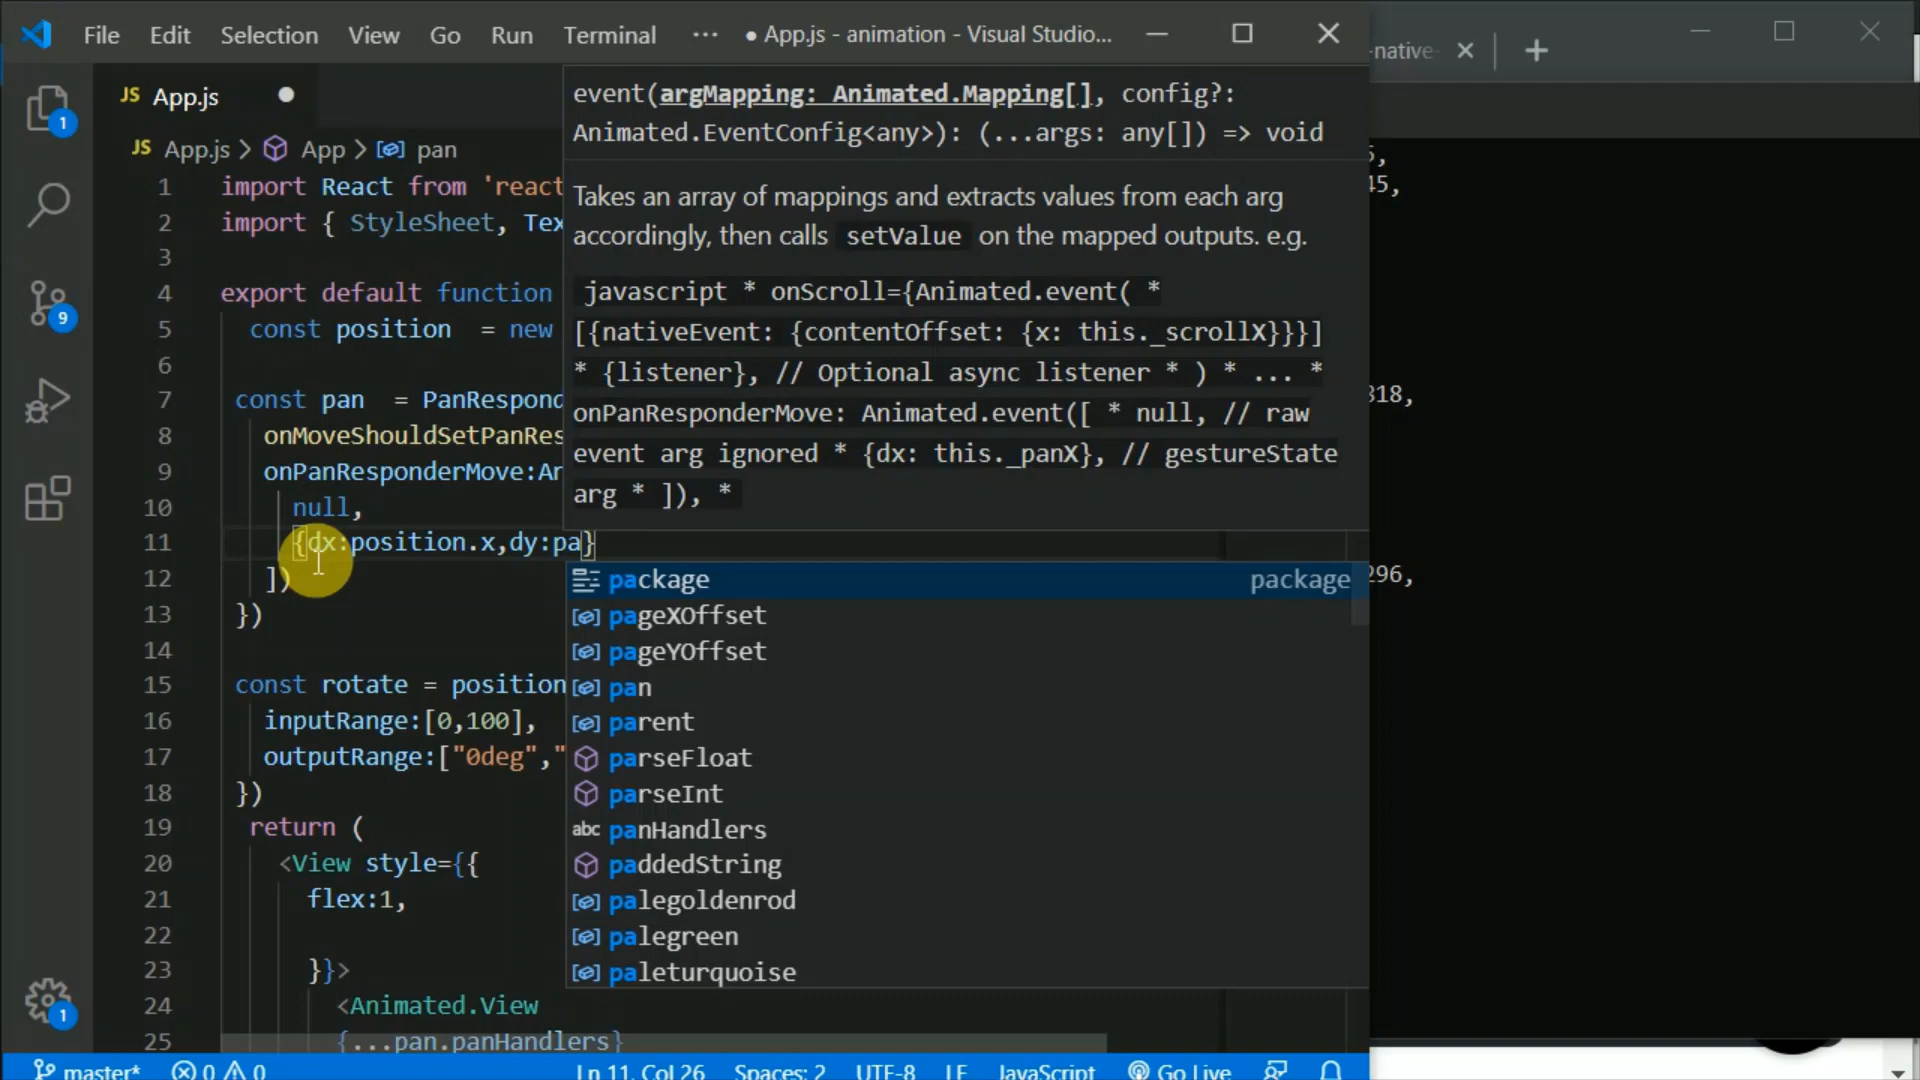 File Edit Selection View Go Run Terminal ··· ● App.js - animation - Visual Studio...
-native-
JS App.js ●
JS App.js > App > pan
1 import React from 'react
2 import { StyleSheet, Tex
3
4 export default function
5 const position = new
6
7 const pan = PanRespond
8 onMoveShouldSetPanRes
9 onPanResponderMove:An
10 null,
11 {dx:position.x,dy:pa}
12 ])
13 })
14
15 const rotate = position
16 inputRange:[0,100],
17 outputRange:["0deg","
18 })
19 return (
20 <View style={{
21 flex:1,
22
23 }}>
24 <Animated.View
25 {...pan.panHandlers}
event(argMapping: Animated.Mapping[], config?:
Animated.EventConfig<any>): (...args: any[]) => void
Takes an array of mappings and extracts values from each arg
accordingly, then calls setValue on the mapped outputs. e.g.
javascript * onScroll={Animated.event( *
[{nativeEvent: {contentOffset: {x: this._scrollX}}}]
* {listener}, // Optional async listener * ) * ... *
onPanResponderMove: Animated.event([ * null, // raw
event arg ignored * {dx: this._panX}, // gestureState
arg * ]), *
package package
pageXOffset
pageYOffset
pan
parent
parseFloat
parseInt
panHandlers
paddedString
palegoldenrod
palegreen
paleturquoise
45,
318,
296,
1
9
1
master* 0 0 Ln 11, Col 26 Spaces: 2 UTF-8 LF JavaScript Go Live